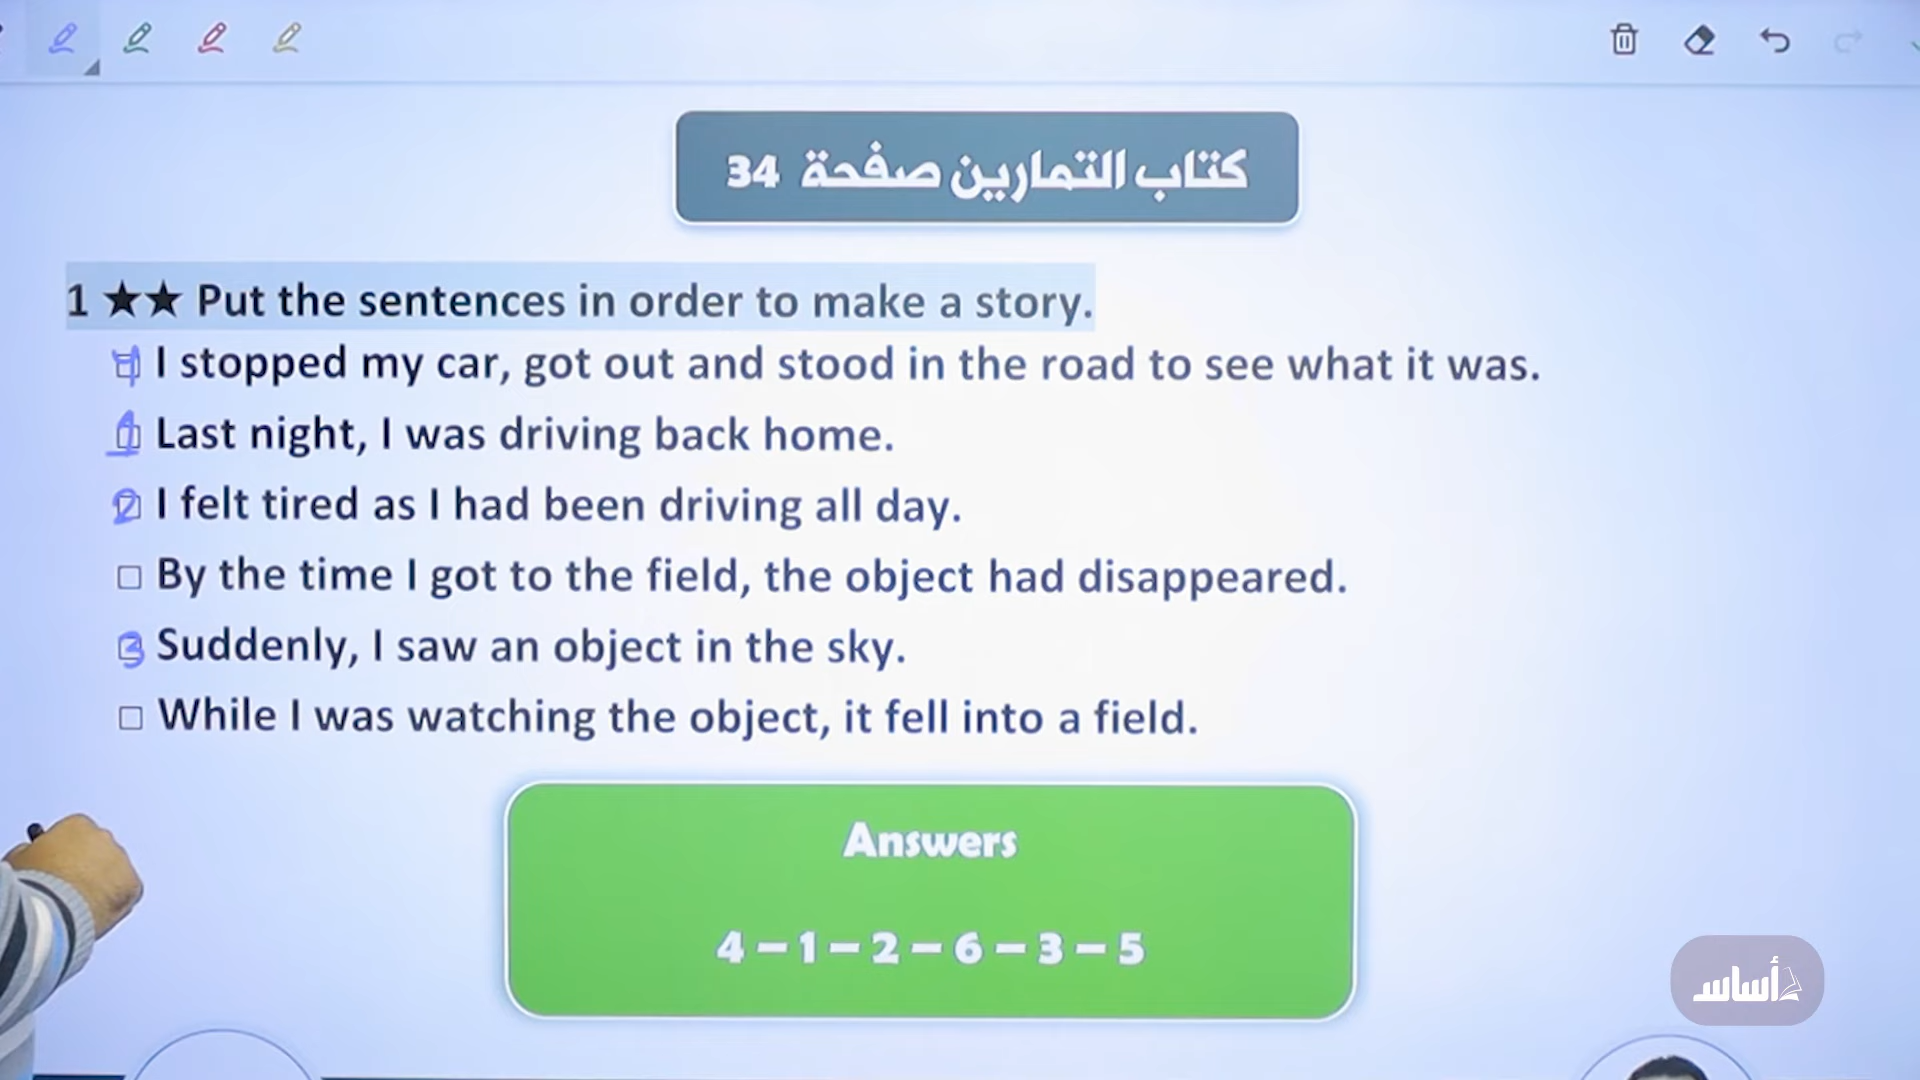 كتاب التمارين صفحة 34
1 ★★ Put the sentences in order to make a story.
4 I stopped my car, got out and stood in the road to see what it was.
1 Last night, I was driving back home.
2 I felt tired as I had been driving all day.
□ By the time I got to the field, the object had disappeared.
3 Suddenly, I saw an object in the sky.
□ While I was watching the object, it fell into a field.
Answers
4 – 1 – 2 – 6 – 3 – 5
أساس